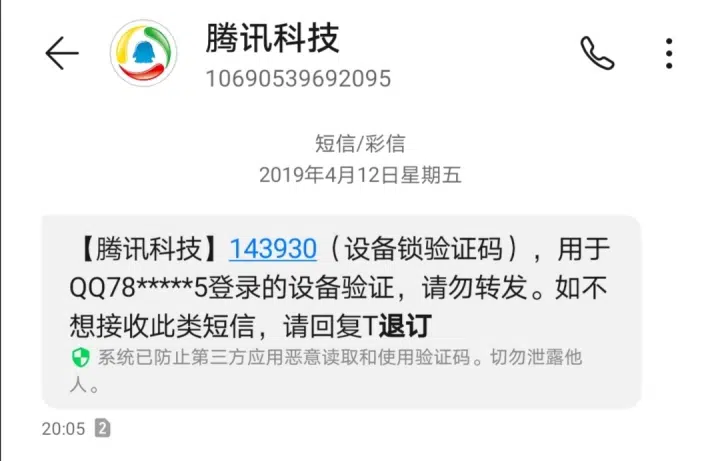 腾讯科技
10690539692095
短信/彩信
2019年4月12日星期五
【腾讯科技】143930（设备锁验证码），用于
QQ78*****5登录的设备验证，请勿转发。如不
想接收此类短信，请回复T退订
系统已防止第三方应用恶意读取和使用验证码。切勿泄露他
人。
20:05 2